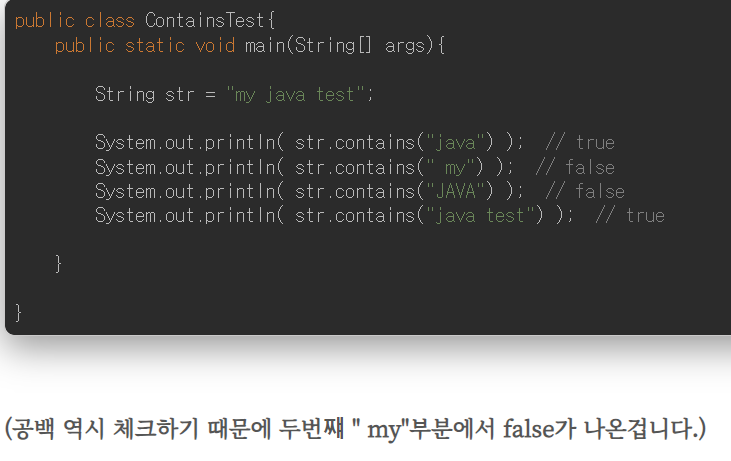 public class ContainsTest{
public static void main(String[] args){
String str = "my java test";
System.out.println( str.contains("java") );  // true
System.out.println( str.contains(" my") );  // false
System.out.println( str.contains("JAVA") );  // false
System.out.println( str.contains("java test") );  // true
}
}
(공백 역시 체크하기 때문에 두번쨰 " my"부분에서 false가 나온겁니다.)